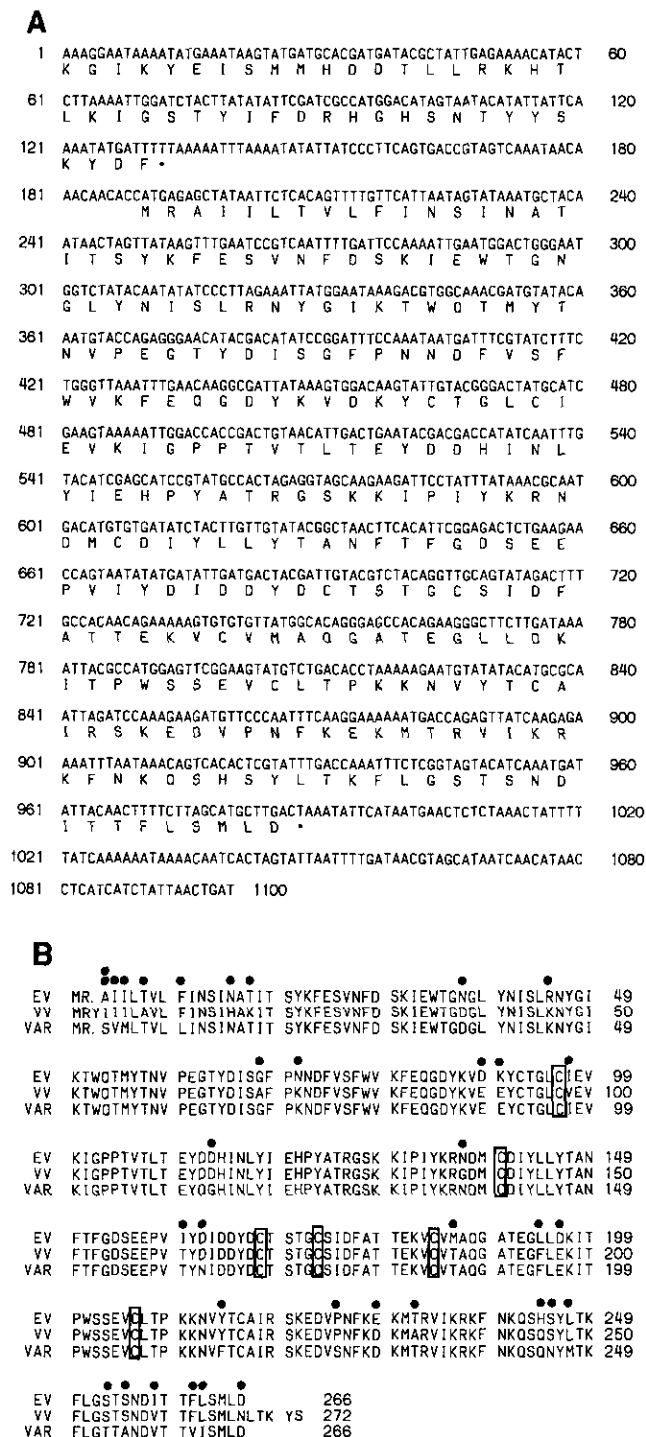 A
1 AAAGGAATAAAATATGAAATAAGTATGATGCACGATGATACGCTATTGAGAAAACATACT 60
K G I K Y E I S M M H D D T L L R K H T
61 CTTAAAATTGGATCTACTTATATATTCGATCGCCATGGACATAGTAATACATATTATTCA 120
L K I G S T Y I F D R H G H S N T Y Y S
121 AAATATGATTTTTAAAAATTTAAAATATATTATCCCTTCAGTGACCGTAGTCAAATAACA 180
K Y D F •
181 AACAACACCATGAGAGCTATAATTCTCACAGTTTTGTTCATTAATAGTATAAATGCTACA 240
M R A I I L T V L F I N S I N A T
241 ATAACTAGTTATAAGTTTGAATCCGTCAATTTTGATTCCAAAATTGAATGGACTGGGAAT 300
I T S Y K F E S V N F D S K I E W T G N
301 GGTCTATACAATATATCCCTTAGAAATTATGGAATAAAGACGTGGCAAACGATGTATACA 360
G L Y N I S L R N Y G I K T W Q T M Y T
361 AATGTACCAGAGGGAACATACGACATATCCGGATTTCCAAATAATGATTTCGTATCTTTC 420
N V P E G T Y D I S G F P N N D F V S F
421 TGGGTTAAATTTGAACAAGGCGATTATAAAGTGGACAAGTATTGTACGGGACTATGCATC 480
W V K F E Q G D Y K V D K Y C T G L C I
481 GAAGTAAAAATTGGACCACCGACTGTAACATTGACTGAATACGACGACCATATCAATTTG 540
E V K I G P P T V T L T E Y D D H I N L
541 TACATCGAGCATCCGTATGCCACTAGAGGTAGCAAGAAGATTCCTATTTATAAACGCAAT 600
Y I E H P Y A T R G S K K I P I Y K R N
601 GACATGTGTGATATCTACTTGTTGTATACGGCTAACTTCACATTCGGAGACTCTGAAGAA 660
D M C D I Y L L Y T A N F T F G D S E E
661 CCAGTAATATATGATATTGATGACTACGATTGTACGTCTACAGGTTGCAGTATAGACTTT 720
P V I Y D I D D Y D C T S T G C S I D F
721 GCCACAACAGAAAAAGTGTGTGTTATGGCACAGGGAGCCACAGAAGGGCTTCTTGATAAA 780
A T T E K V C V M A Q G A T E G L L D K
781 ATTACGCCATGGAGTTCGGAAGTATGTCTGACACCTAAAAAGAATGTATATACATGCGCA 840
I T P W S S E V C L T P K K N V Y T C A
841 ATTAGATCCAAAGAAGATGTTCCCAATTTCAAGGAAAAAATGACCAGAGTTATCAAGAGA 900
I R S K E D V P N F K E K M T R V I K R
901 AAATTTAATAAACAGTCACACTCGTATTTGACCAAATTTCTCGGTAGTACATCAAATGAT 960
K F N K Q S H S Y L T K F L G S T S N D
961 ATTACAACTTTTCTTAGCATGCTTGACTAAATATTCATAATGAACTCTCTAAACTATTTT 1020
I T T F L S M L D •
1021 TATCAAAAAATAAAACAATCACTAGTATTAATTTTGATAACGTAGCATAATCAACATAAC 1080
1081 CTCATCATCTATTAACTGAT 1100
B
EV MR.AIILTVL FINSINATIT SYKFESVNFD SKIEWTGNGL YNISLRNYGI 49
VV MRYIIILAVL FINSIHAKIT SYKFESVNFD SKIEWTGDGL YNISLKNYGI 50
VAR MR.SVMLTVL LINSINATIT SYKFESVNFD SKIEWTGDGL YNISLKNYGI 49
EV KTWQTMYTNV PEGTYDISGF PNNDFVSFWV KFEQGDYKVD KYCTGLCIEV 99
VV KTWQTMYTNV PEGTYDISAF PKNDFVSFWV KFEQGDYKVE EYCTGLCVEV 100
VAR KTWQTMYTNV PEGTYDISGF PKNDFVSFWV KFEQGDYKVE EYCTGLCIEV 99
EV KIGPPTVTLT EYDDHINLYI EHPYATRGSK KIPIYKRNDM CDIYLLYTAN 149
VV KIGPPTVTLT EYDDHINLYI EHPYATRGSK KIPIYKRGDM CDIYLLYTAN 150
VAR KIGPPTVTLT EYDGHINLYI EHPYATRGSK KIPIYKRNDM CDIYLLYTAN 149
EV FTFGDSEEPV IYDIDDYDCT STGCSIDFAT TEKVCVMAQG ATEGLLDKIT 199
VV FTFGDSEEPV TYDIDDYDCT STGCSIDFAT TEKVCVTAQG ATEGFLEKIT 200
VAR FTFGDSEEPV TYNIDDYDCT STGCSIDFAT TEKVCVTAQG ATEGFLEKIT 199
EV PWSSEVCLTP KKNVYTCAIR SKEDVPNFKE KMTRVIKRKF NKQSHSYLTK 249
VV PWSSEVCLTP KKNVYTCAIR SKEDVPNFKD KMARVIKRKF NKQSQSYLTK 250
VAR PWSSEVCLTP KKNVFTCAIR SKEDVSNFKD KMTRVIKRKF NKQSQNYMTK 249
EV FLGSTSNDIT TFLSMLD 266
VV FLGSTSNDVT TFLSMLNLTK YS 272
VAR FLGTTANDVT TVISMLD 266